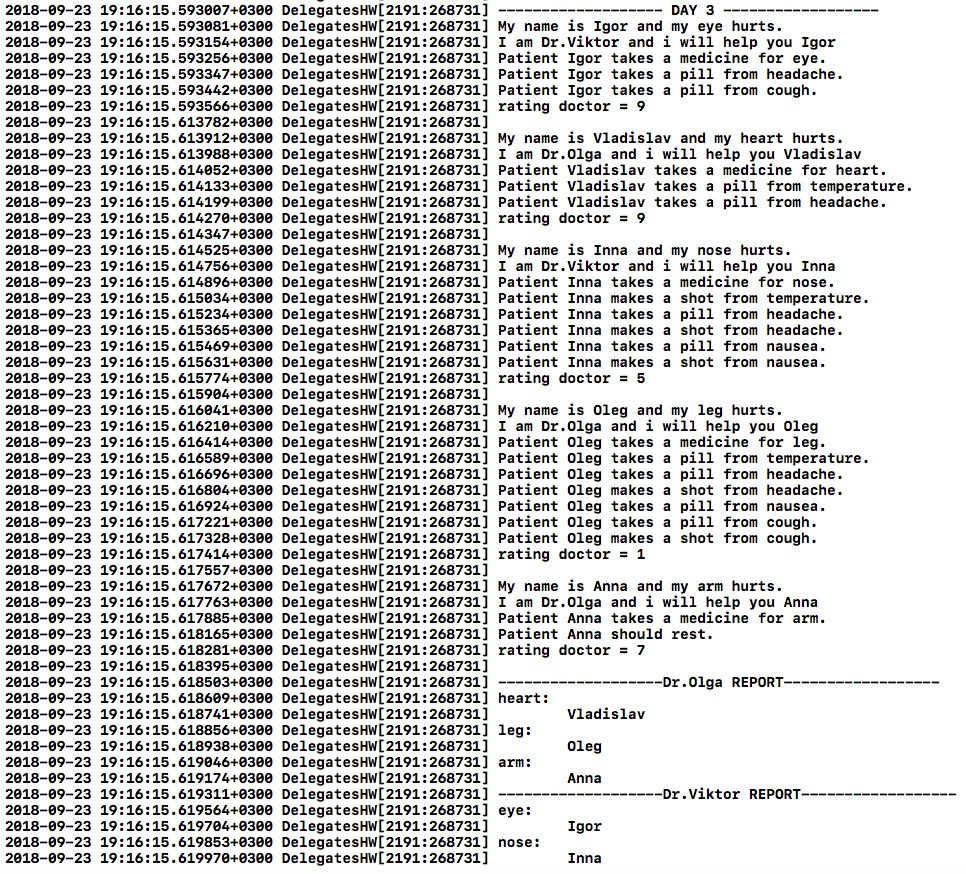 2018-09-23 19:16:15.593007+0300 DelegatesHW[2191:268731] ------------------- DAY 3 ------------------
2018-09-23 19:16:15.593081+0300 DelegatesHW[2191:268731] My name is Igor and my eye hurts.
2018-09-23 19:16:15.593154+0300 DelegatesHW[2191:268731] I am Dr.Viktor and i will help you Igor
2018-09-23 19:16:15.593256+0300 DelegatesHW[2191:268731] Patient Igor takes a medicine for eye.
2018-09-23 19:16:15.593347+0300 DelegatesHW[2191:268731] Patient Igor takes a pill from headache.
2018-09-23 19:16:15.593442+0300 DelegatesHW[2191:268731] Patient Igor takes a pill from cough.
2018-09-23 19:16:15.593566+0300 DelegatesHW[2191:268731] rating doctor = 9
2018-09-23 19:16:15.613782+0300 DelegatesHW[2191:268731]
2018-09-23 19:16:15.613912+0300 DelegatesHW[2191:268731] My name is Vladislav and my heart hurts.
2018-09-23 19:16:15.613988+0300 DelegatesHW[2191:268731] I am Dr.Olga and i will help you Vladislav
2018-09-23 19:16:15.614052+0300 DelegatesHW[2191:268731] Patient Vladislav takes a medicine for heart.
2018-09-23 19:16:15.614133+0300 DelegatesHW[2191:268731] Patient Vladislav takes a pill from temperature.
2018-09-23 19:16:15.614199+0300 DelegatesHW[2191:268731] Patient Vladislav takes a pill from headache.
2018-09-23 19:16:15.614270+0300 DelegatesHW[2191:268731] rating doctor = 9
2018-09-23 19:16:15.614347+0300 DelegatesHW[2191:268731]
2018-09-23 19:16:15.614525+0300 DelegatesHW[2191:268731] My name is Inna and my nose hurts.
2018-09-23 19:16:15.614756+0300 DelegatesHW[2191:268731] I am Dr.Viktor and i will help you Inna
2018-09-23 19:16:15.614896+0300 DelegatesHW[2191:268731] Patient Inna takes a medicine for nose.
2018-09-23 19:16:15.615034+0300 DelegatesHW[2191:268731] Patient Inna makes a shot from temperature.
2018-09-23 19:16:15.615234+0300 DelegatesHW[2191:268731] Patient Inna takes a pill from headache.
2018-09-23 19:16:15.615365+0300 DelegatesHW[2191:268731] Patient Inna makes a shot from headache.
2018-09-23 19:16:15.615469+0300 DelegatesHW[2191:268731] Patient Inna takes a pill from nausea.
2018-09-23 19:16:15.615631+0300 DelegatesHW[2191:268731] Patient Inna makes a shot from nausea.
2018-09-23 19:16:15.615774+0300 DelegatesHW[2191:268731] rating doctor = 5
2018-09-23 19:16:15.615904+0300 DelegatesHW[2191:268731]
2018-09-23 19:16:15.616041+0300 DelegatesHW[2191:268731] My name is Oleg and my leg hurts.
2018-09-23 19:16:15.616210+0300 DelegatesHW[2191:268731] I am Dr.Olga and i will help you Oleg
2018-09-23 19:16:15.616414+0300 DelegatesHW[2191:268731] Patient Oleg takes a medicine for leg.
2018-09-23 19:16:15.616589+0300 DelegatesHW[2191:268731] Patient Oleg takes a pill from temperature.
2018-09-23 19:16:15.616696+0300 DelegatesHW[2191:268731] Patient Oleg takes a pill from headache.
2018-09-23 19:16:15.616804+0300 DelegatesHW[2191:268731] Patient Oleg makes a shot from headache.
2018-09-23 19:16:15.616924+0300 DelegatesHW[2191:268731] Patient Oleg takes a pill from nausea.
2018-09-23 19:16:15.617221+0300 DelegatesHW[2191:268731] Patient Oleg takes a pill from cough.
2018-09-23 19:16:15.617328+0300 DelegatesHW[2191:268731] Patient Oleg makes a shot from cough.
2018-09-23 19:16:15.617414+0300 DelegatesHW[2191:268731] rating doctor = 1
2018-09-23 19:16:15.617557+0300 DelegatesHW[2191:268731]
2018-09-23 19:16:15.617672+0300 DelegatesHW[2191:268731] My name is Anna and my arm hurts.
2018-09-23 19:16:15.617763+0300 DelegatesHW[2191:268731] I am Dr.Olga and i will help you Anna
2018-09-23 19:16:15.617885+0300 DelegatesHW[2191:268731] Patient Anna takes a medicine for arm.
2018-09-23 19:16:15.618165+0300 DelegatesHW[2191:268731] Patient Anna should rest.
2018-09-23 19:16:15.618281+0300 DelegatesHW[2191:268731] rating doctor = 7
2018-09-23 19:16:15.618395+0300 DelegatesHW[2191:268731]
2018-09-23 19:16:15.618503+0300 DelegatesHW[2191:268731] -------------------Dr.Olga REPORT------------------
2018-09-23 19:16:15.618609+0300 DelegatesHW[2191:268731] heart:
2018-09-23 19:16:15.618741+0300 DelegatesHW[2191:268731] Vladislav
2018-09-23 19:16:15.618856+0300 DelegatesHW[2191:268731] leg:
2018-09-23 19:16:15.618938+0300 DelegatesHW[2191:268731] Oleg
2018-09-23 19:16:15.619046+0300 DelegatesHW[2191:268731] arm:
2018-09-23 19:16:15.619174+0300 DelegatesHW[2191:268731] Anna
2018-09-23 19:16:15.619311+0300 DelegatesHW[2191:268731] -------------------Dr.Viktor REPORT------------------
2018-09-23 19:16:15.619564+0300 DelegatesHW[2191:268731] eye:
2018-09-23 19:16:15.619704+0300 DelegatesHW[2191:268731] Igor
2018-09-23 19:16:15.619853+0300 DelegatesHW[2191:268731] nose:
2018-09-23 19:16:15.619970+0300 DelegatesHW[2191:268731] Inna